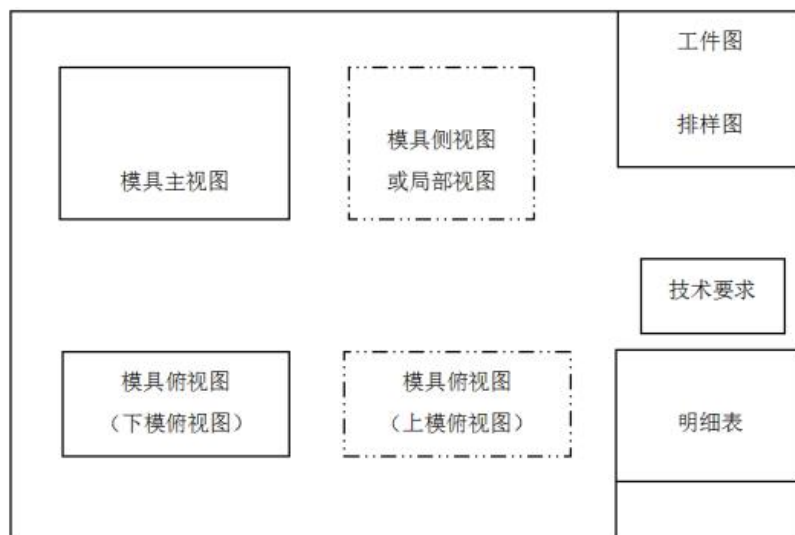 工件图
排样图
模具主视图
模具侧视图
或局部视图
技术要求
模具俯视图
（下模俯视图）
模具俯视图
（上模俯视图）
明细表